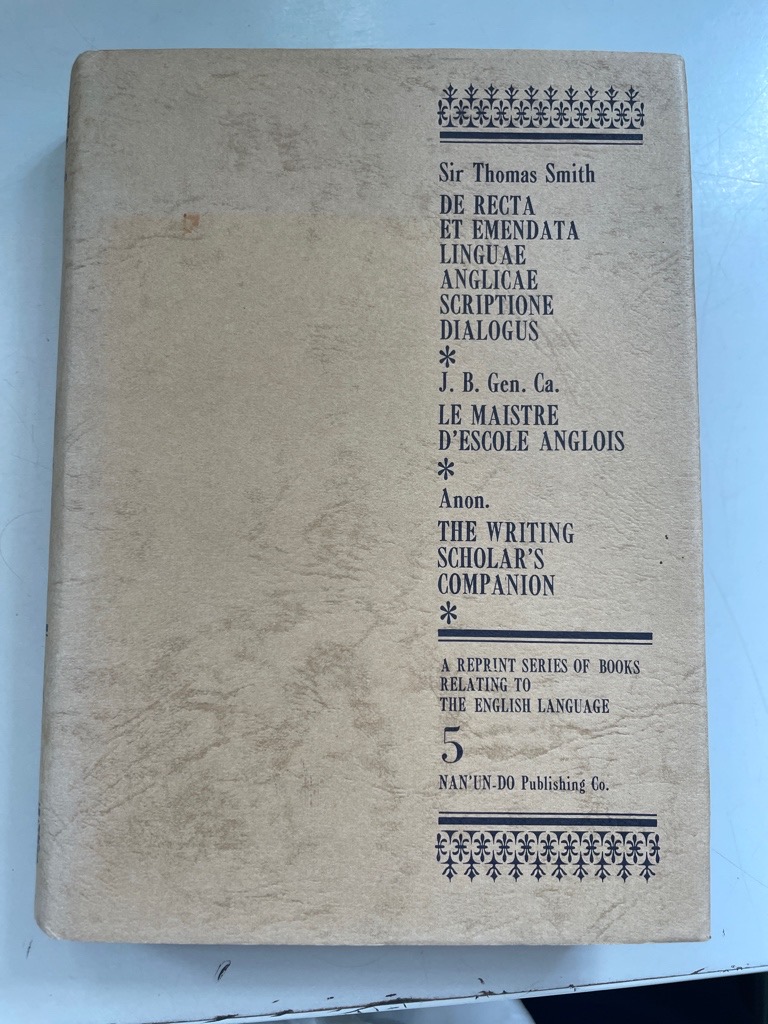 Sir Thomas Smith
DE RECTA
ET EMENDATA
LINGUAE
ANGLICAE
SCRIPTIONE
DIALOGUS
*
J. B. Gen. Ca.
LE MAISTRE
D'ESCOLE ANGLOIS
*
Anon.
THE WRITING
SCHOLAR'S
COMPANION
*
A REPRINT SERIES OF BOOKS
RELATING TO
THE ENGLISH LANGUAGE
5
NAN'UN-DO Publishing Co.